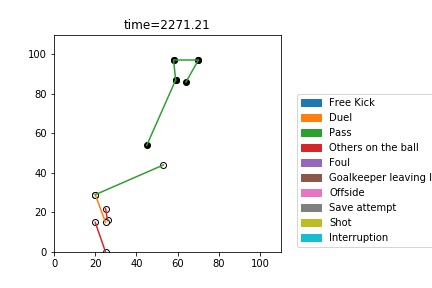 time=2271.21
100
80
60
40
20
0
0 20 40 60 80 100
Free Kick
Duel
Pass
Others on the ball
Foul
Goalkeeper leaving l
Offside
Save attempt
Shot
Interruption